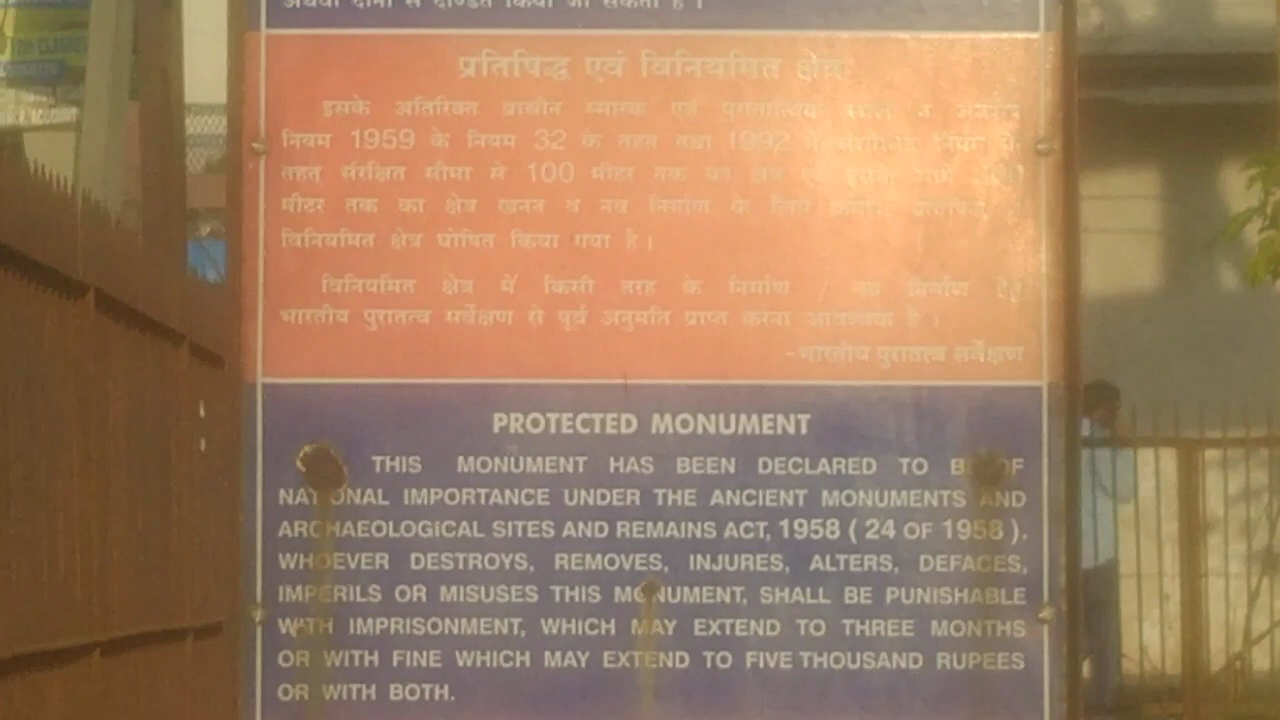 अथवा दोनों से दण्डित किया जा सकता है ।
प्रतिषिद्ध एवं विनियमित क्षेत्र
इसके अतिरिक्त प्राचीन स्मारक एवं पुरातात्विक स्थल
नियम 1959 के नियम 32 के तहत तथा 1992 नियम के
तहत् संरक्षित सीमा से 100 मीटर तक का क्षेत्र एवं इसके आगे
मीटर तक का क्षेत्र खनन व नव निर्माण के लिए
विनियमित क्षेत्र घोषित किया गया है ।
विनियमित क्षेत्र में किसी तरह के निर्माण / नव निर्माण हेतु
भारतीय पुरातत्व सर्वेक्षण से पूर्व अनुमति प्राप्त करना आवश्यक है ।
-भारतीय पुरातत्व सर्वेक्षण
PROTECTED MONUMENT
THIS MONUMENT HAS BEEN DECLARED TO BE OF
NATIONAL IMPORTANCE UNDER THE ANCIENT MONUMENTS AND
ARCHAEOLOGICAL SITES AND REMAINS ACT, 1958 ( 24 OF 1958 ).
WHOEVER DESTROYS, REMOVES, INJURES, ALTERS, DEFACES,
IMPERILS OR MISUSES THIS MONUMENT, SHALL BE PUNISHABLE
WITH IMPRISONMENT, WHICH MAY EXTEND TO THREE MONTHS
OR WITH FINE WHICH MAY EXTEND TO FIVE THOUSAND RUPEES
OR WITH BOTH.